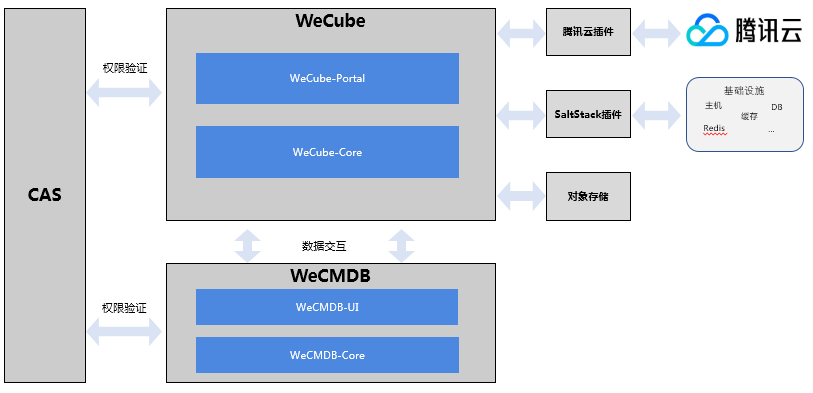 WeCube
腾讯云插件
腾讯云
权限验证
WeCube-Portal
基础设施
主机
DB
缓存
SaltStack插件
Redis
...
WeCube-Core
CAS
对象存储
数据交互
WeCMDB
权限验证
WeCMDB-UI
WeCMDB-Core